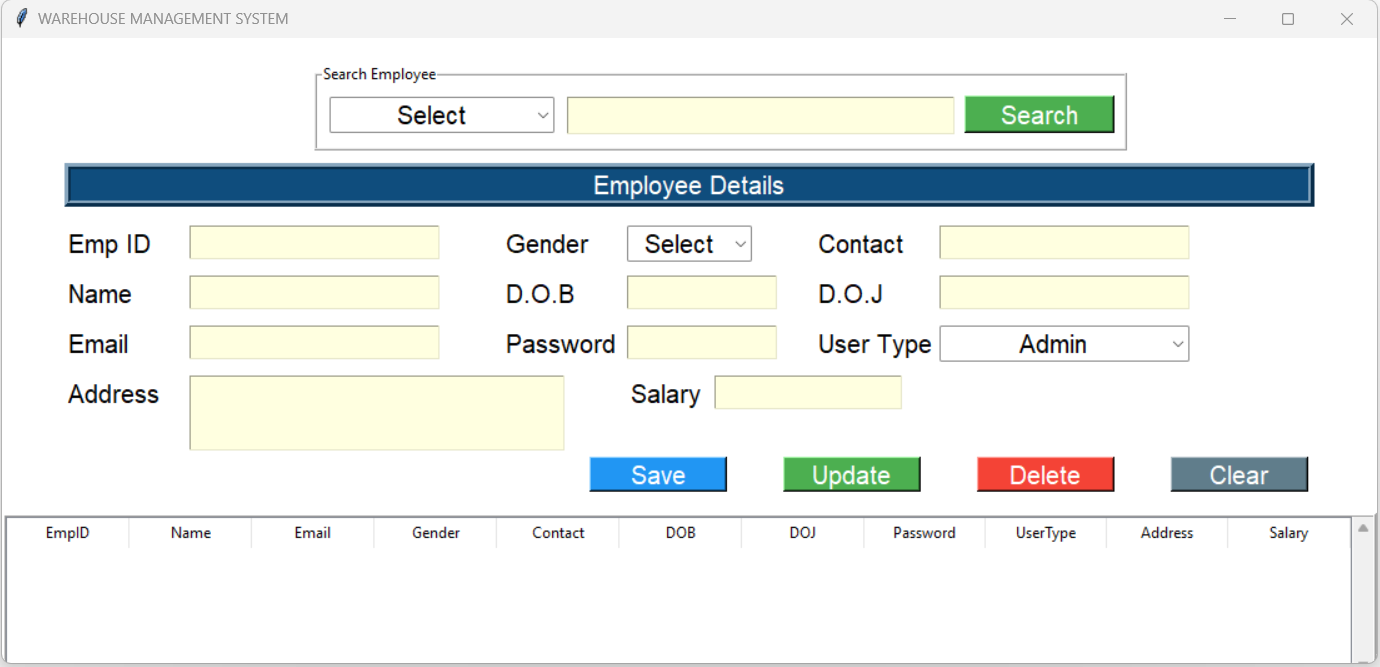 WAREHOUSE MANAGEMENT SYSTEM
Search Employee
Select Search
Employee Details
Emp ID Gender Select Contact
Name D.O.B D.O.J
Email Password User Type Admin
Address Salary
Save Update Delete Clear
EmpID Name Email Gender Contact DOB DOJ Password UserType Address Salary